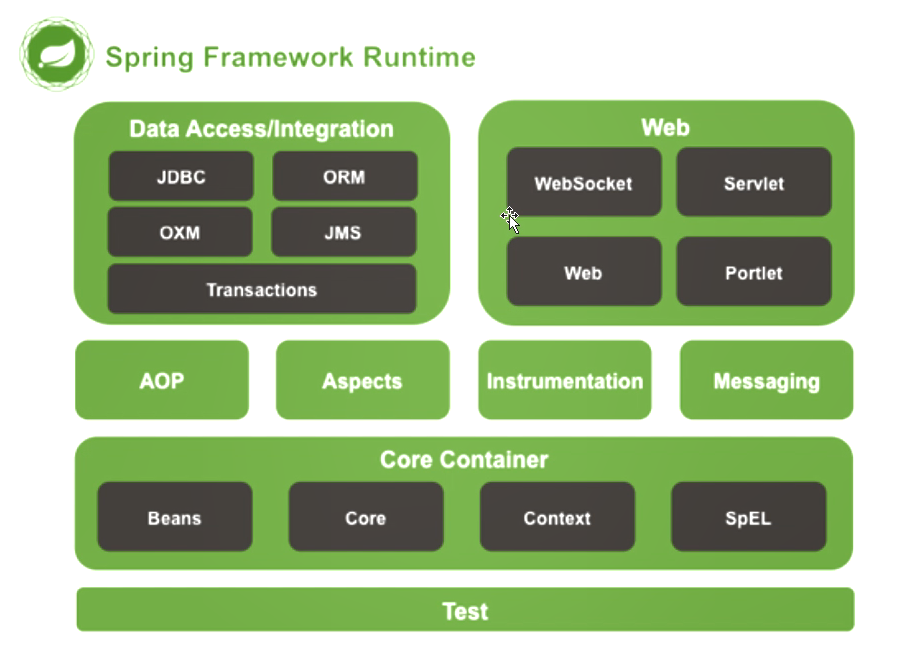 Spring Framework Runtime
Data Access/Integration
JDBC
ORM
OXM
JMS
Transactions
Web
WebSocket
Servlet
Web
Portlet
AOP
Aspects
Instrumentation
Messaging
Core Container
Beans
Core
Context
SpEL
Test